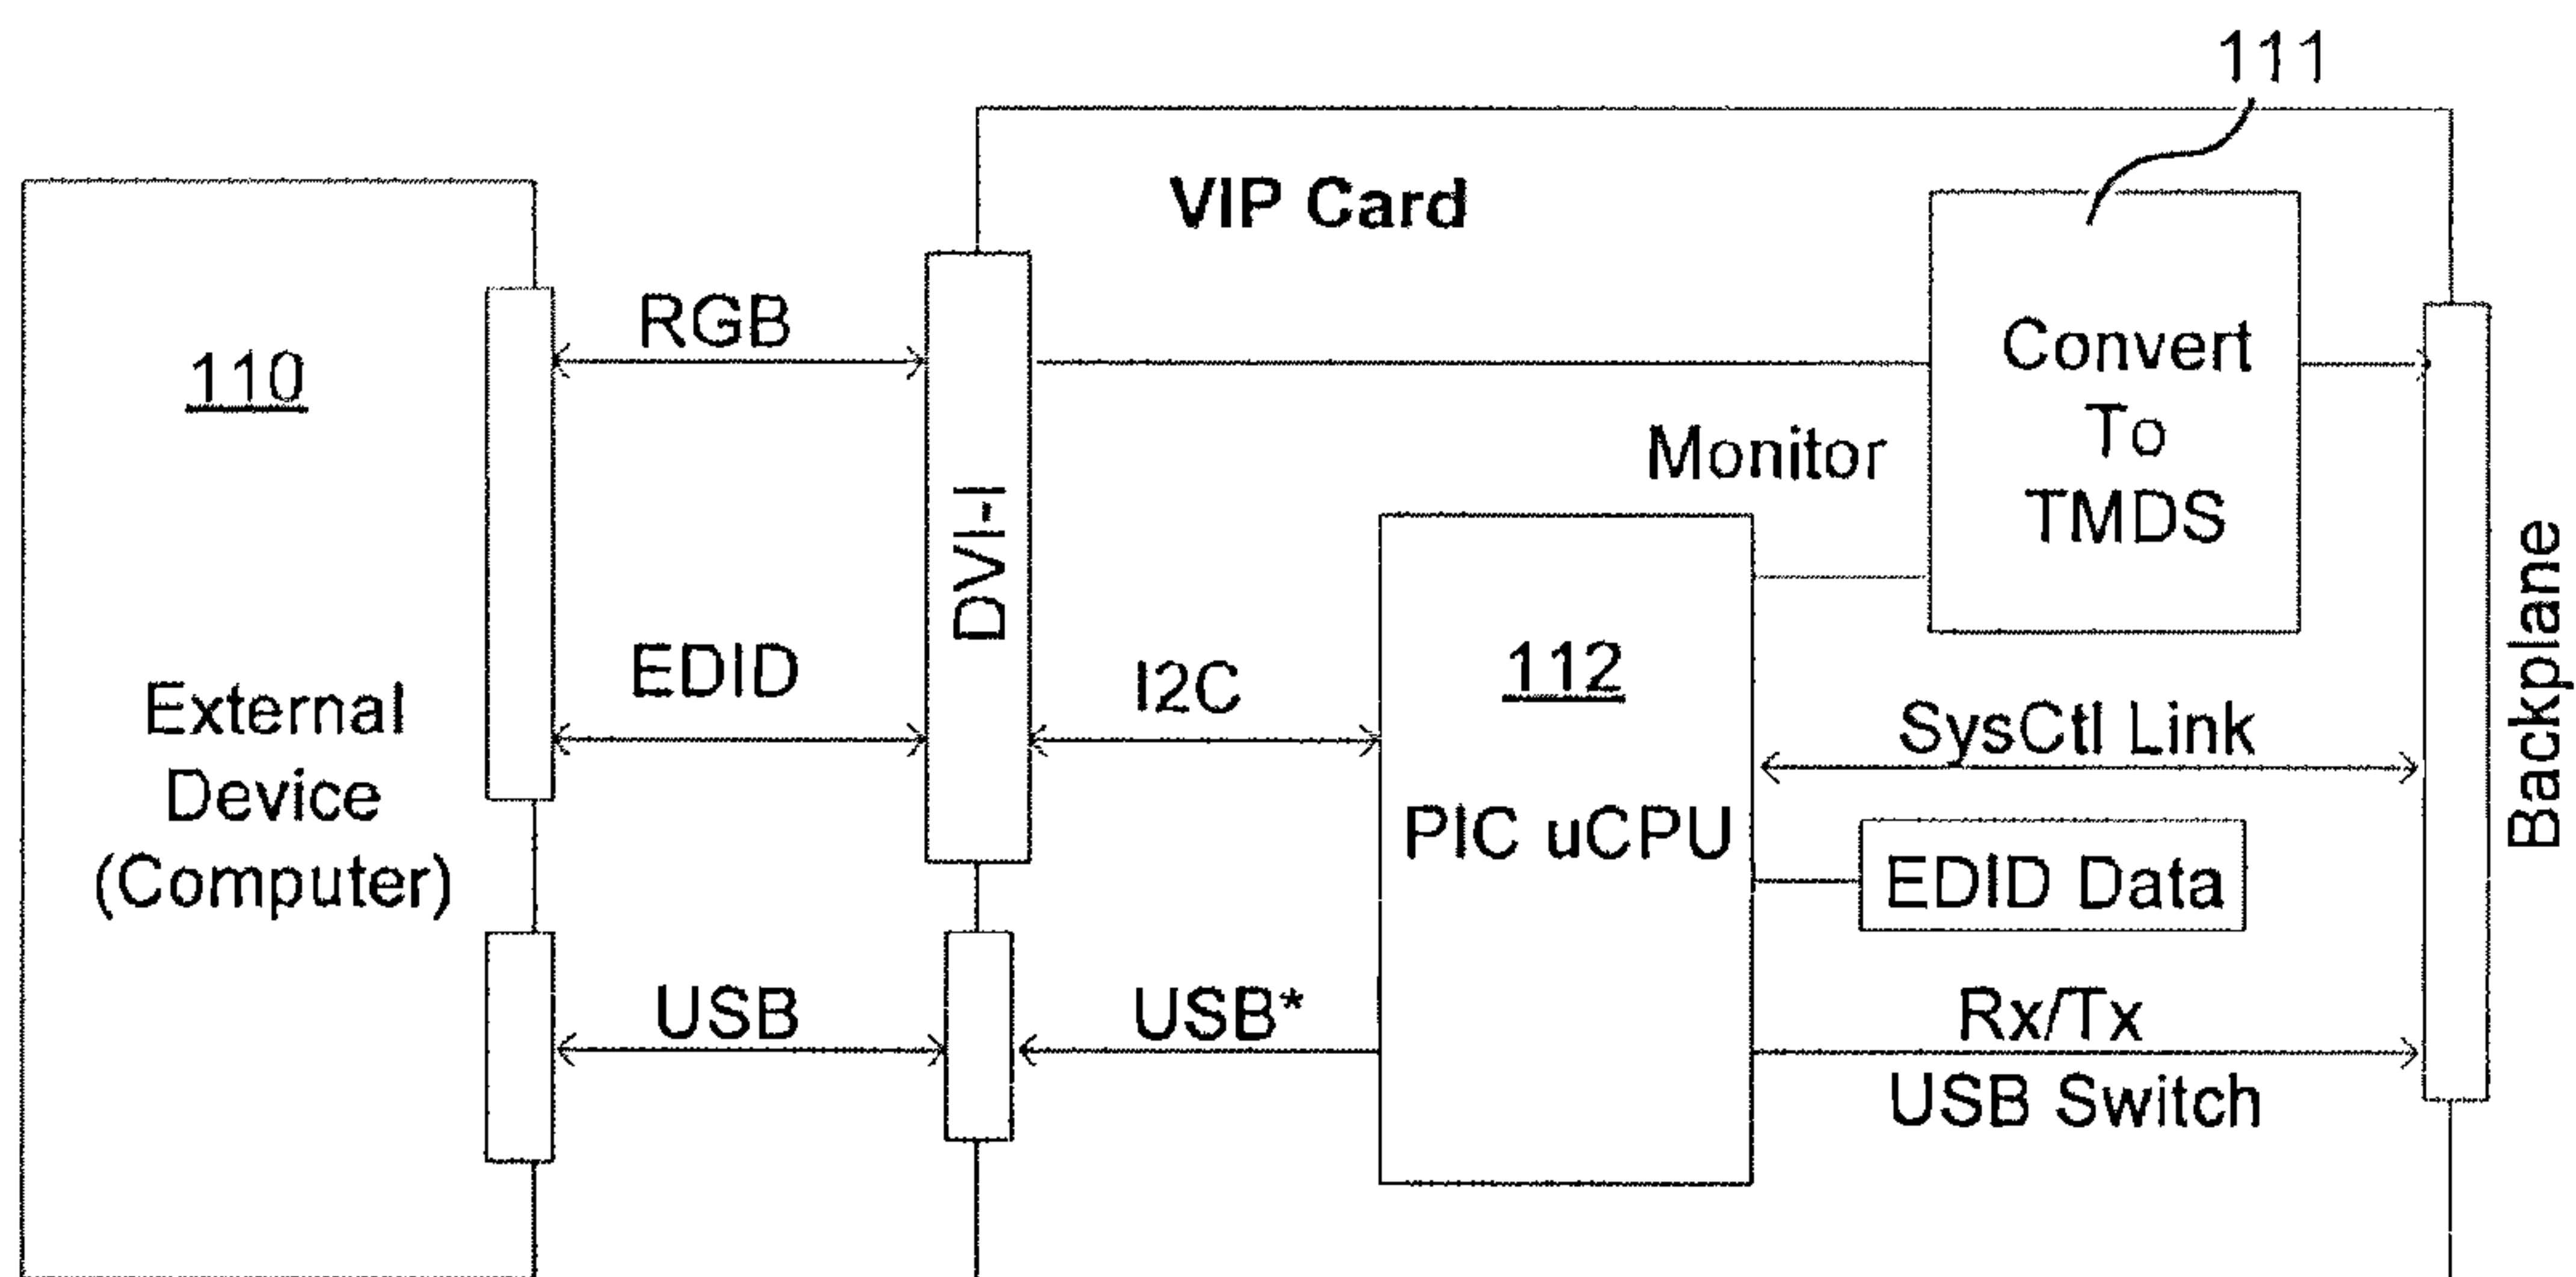 111
VIP Card
110
RGB
Convert
To
TMDS
Monitor
DVI-I
External
Device
(Computer)
EDID
I2C
112
PIC uCPU
SysCtl Link
EDID Data
Backplane
USB
USB*
Rx/Tx
USB Switch